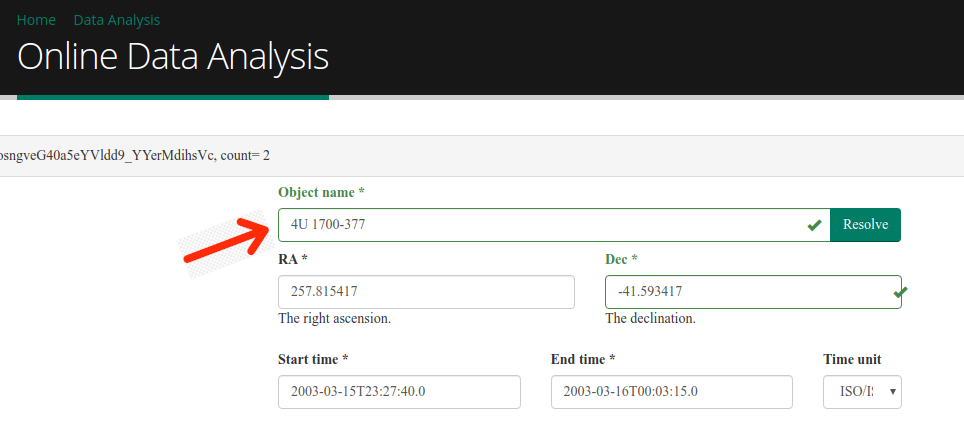 Home Data Analysis
Online Data Analysis
osngveG40a5eYVldd9_YYerMdihsVc, count= 2
Object name *
4U 1700-377 Resolve
RA * Dec *
257.815417 -41.593417
The right ascension. The declination.
Start time * End time * Time unit
2003-03-15T23:27:40.0 2003-03-16T00:03:15.0 ISO/I